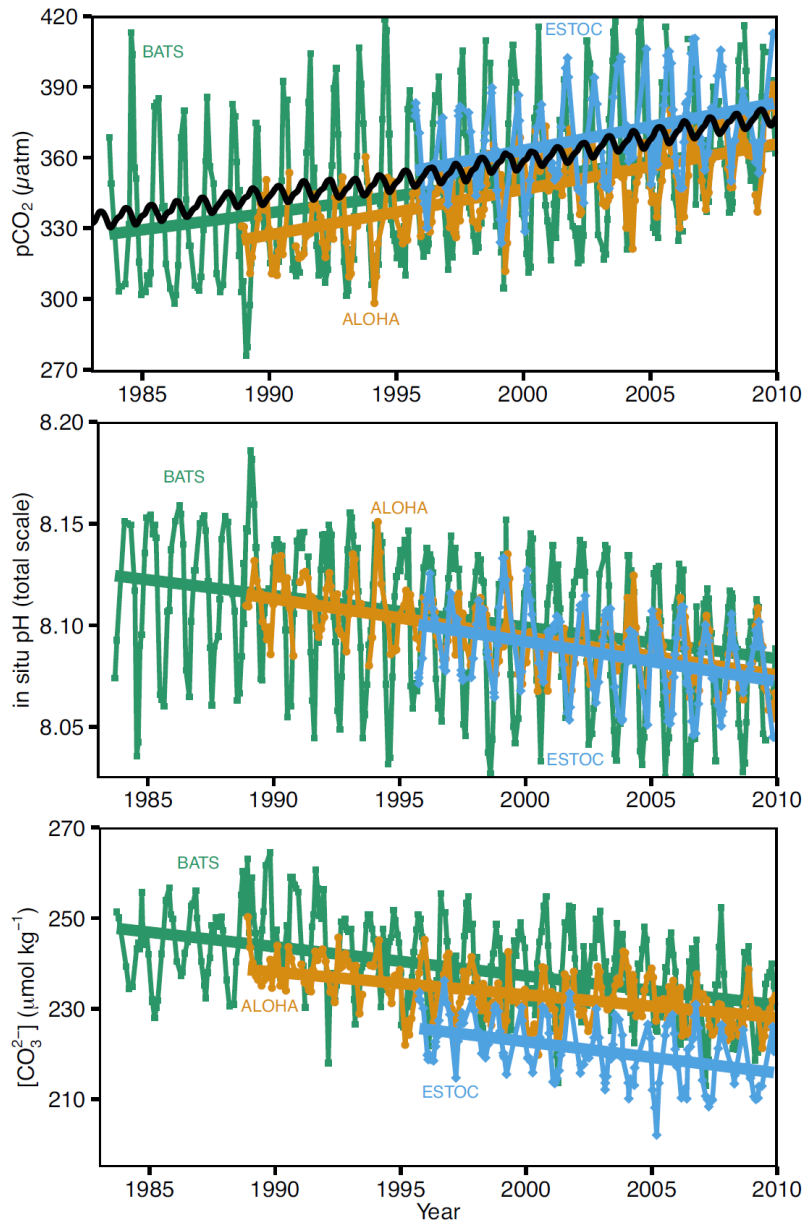 420
390
360
330
300
270
pCO₂ (µatm)
BATS
ESTOC
ALOHA
1985 1990 1995 2000 2005 2010
8.20
8.15
8.10
8.05
in situ pH (total scale)
BATS
ALOHA
ESTOC
1985 1990 1995 2000 2005 2010
270
250
230
210
[CO₃²⁻] (µmol kg⁻¹)
BATS
ALOHA
ESTOC
1985 1990 1995 2000 2005 2010
Year